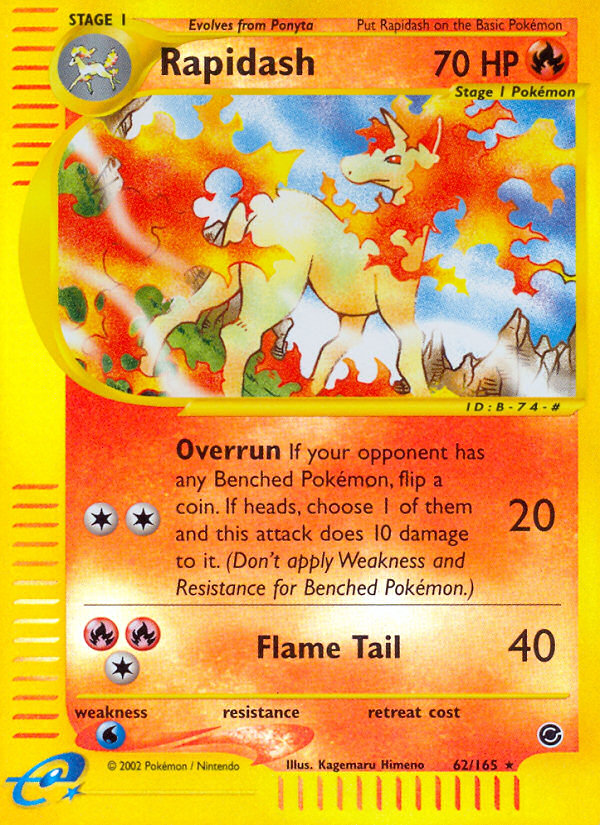 STAGE 1
Evolves from Ponyta
Put Rapidash on the Basic Pokémon
Rapidash
70 HP
Stage 1 Pokémon
ID:B-74-#
Overrun If your opponent has
any Benched Pokémon, flip a
coin. If heads, choose 1 of them
and this attack does 10 damage
to it. (Don't apply Weakness and
Resistance for Benched Pokémon.)
20
Flame Tail
40
weakness
resistance
retreat cost
© 2002 Pokémon / Nintendo
Illus. Kagemaru Himeno
62/165 ★
e